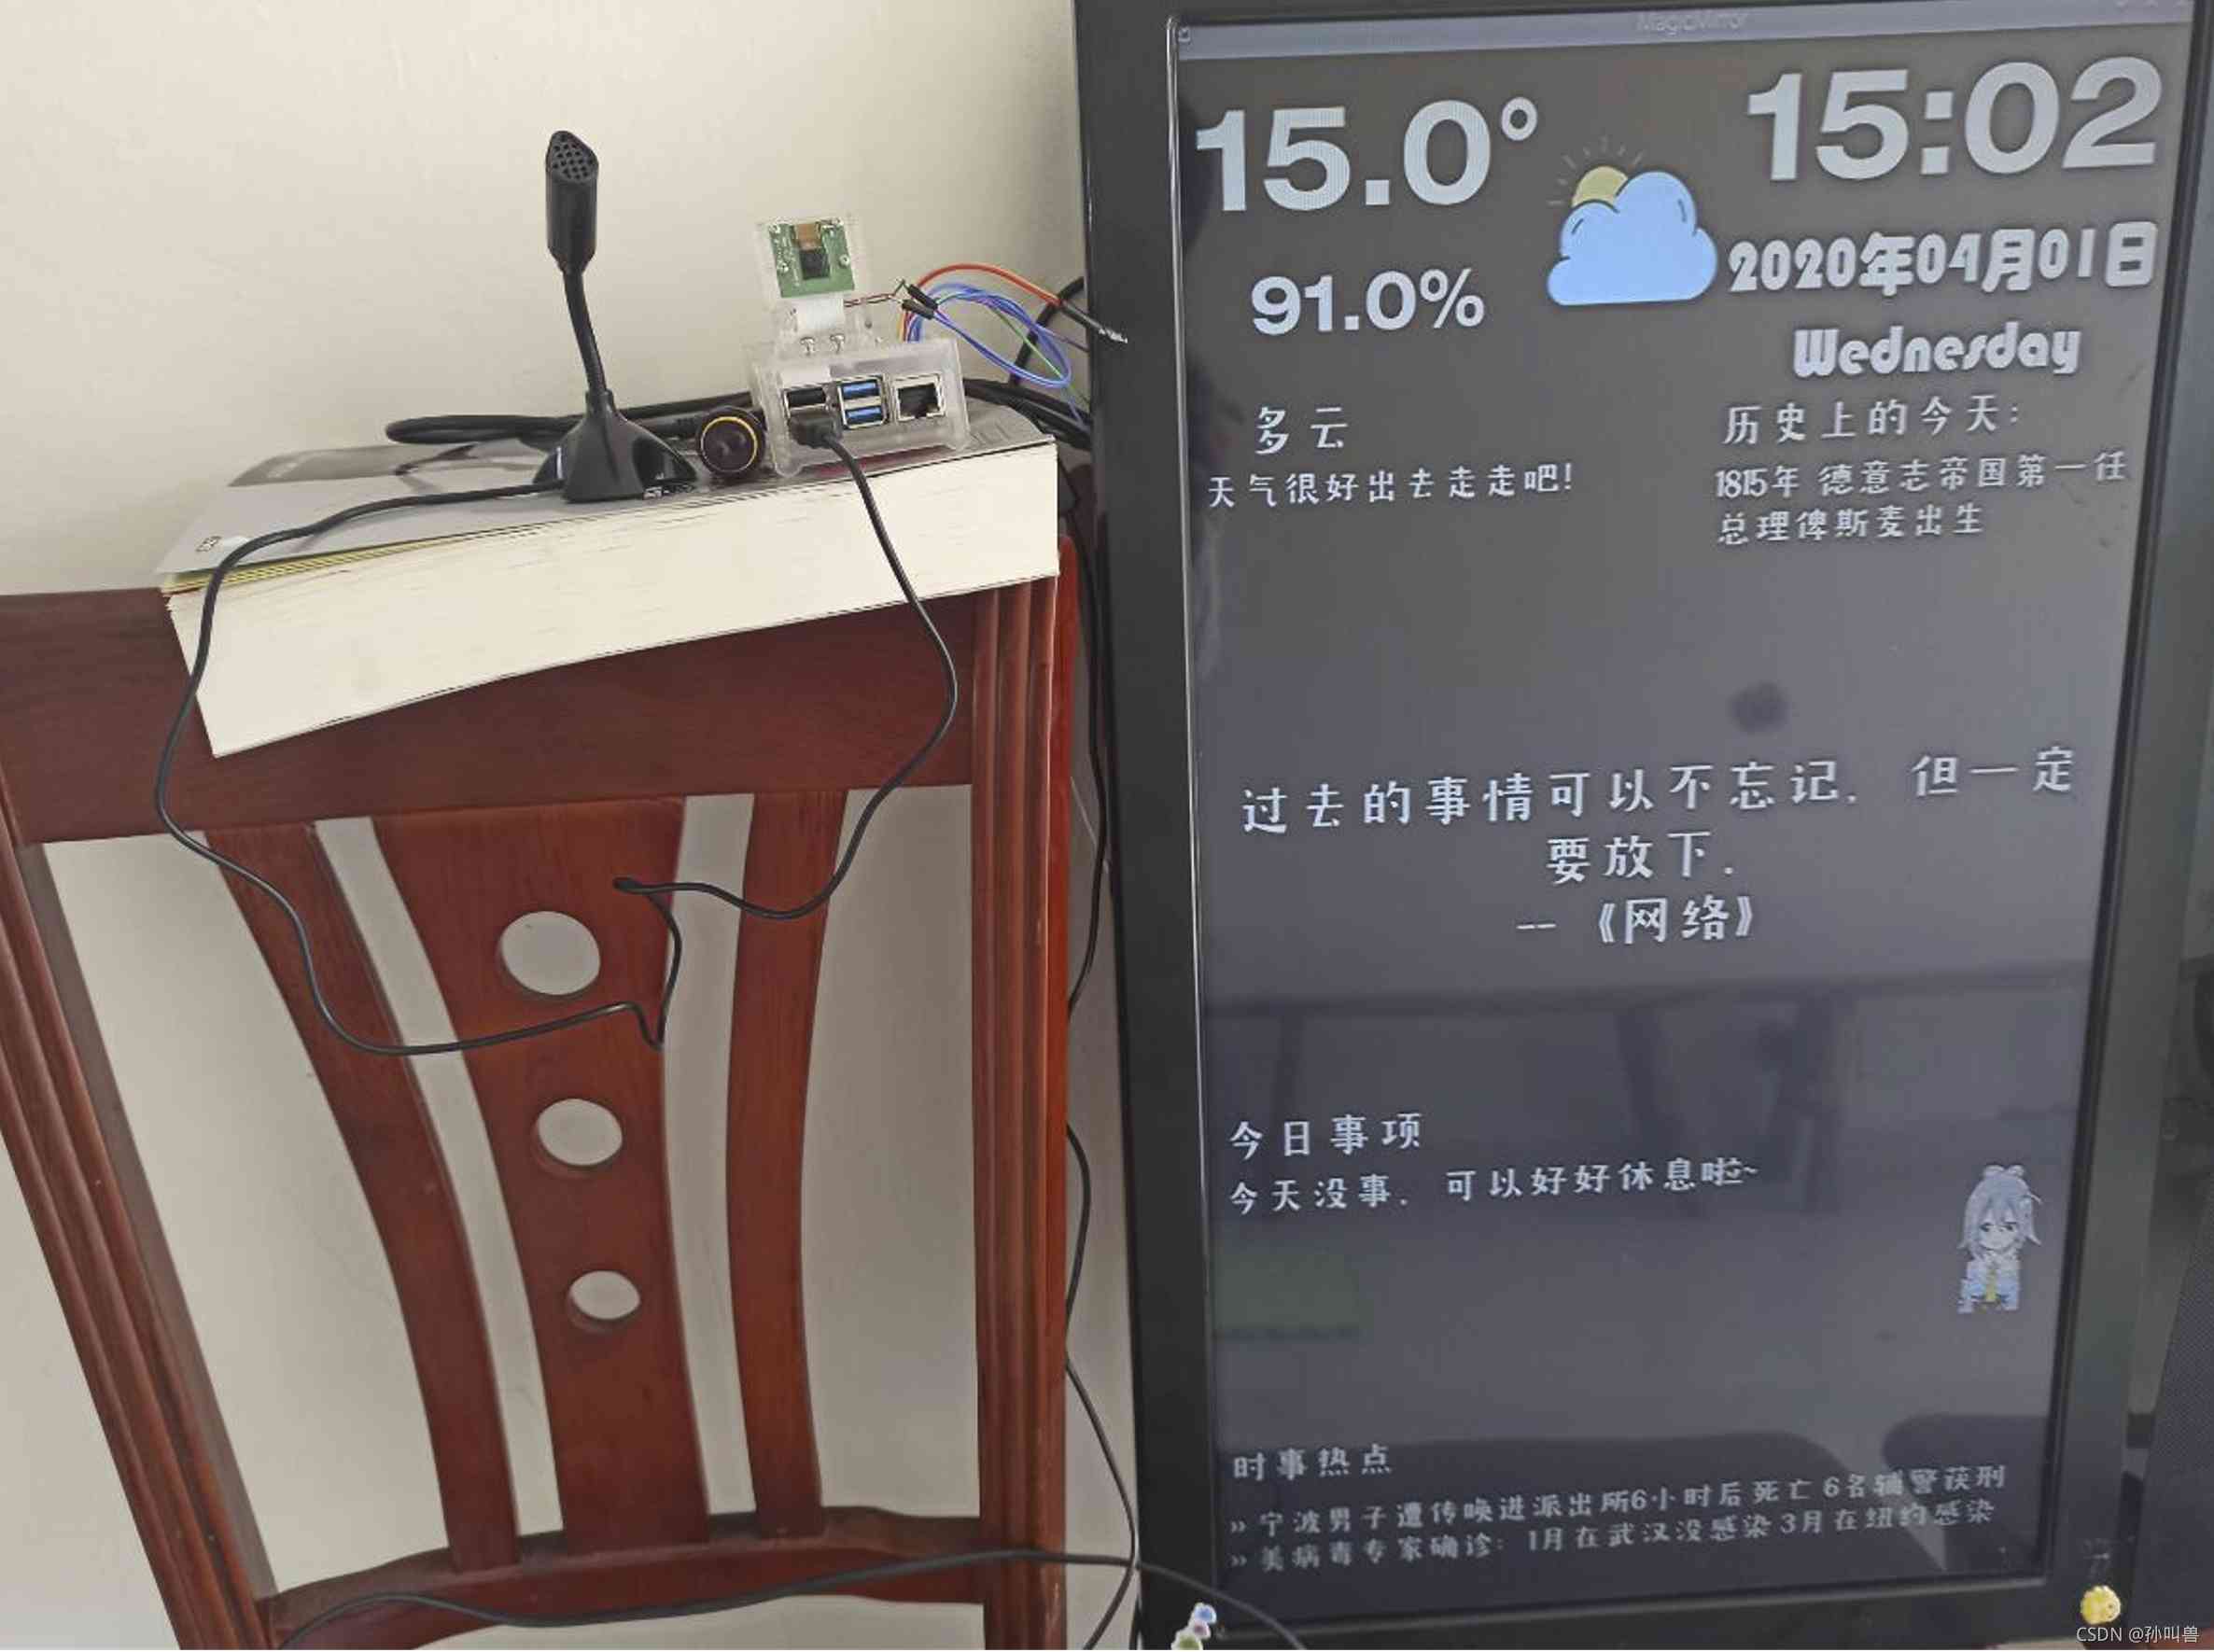 MagicMirror
15.0°
15:02
91.0%
2020年04月01日
Wednesday
多云
天气很好出去走走吧!
历史上的今天:
1815年 德意志帝国第一任
总理俾斯麦出生
过去的事情可以不忘记. 但一定
要放下.
-- 《网络》
今日事项
今天没事. 可以好好休息啦~
时事热点
» 宁波男子遭传唤进派出所6小时后死亡 6名辅警获刑
» 美病毒专家确诊: 1月在武汉没感染 3月在纽约感染
CSDN @孙叫兽